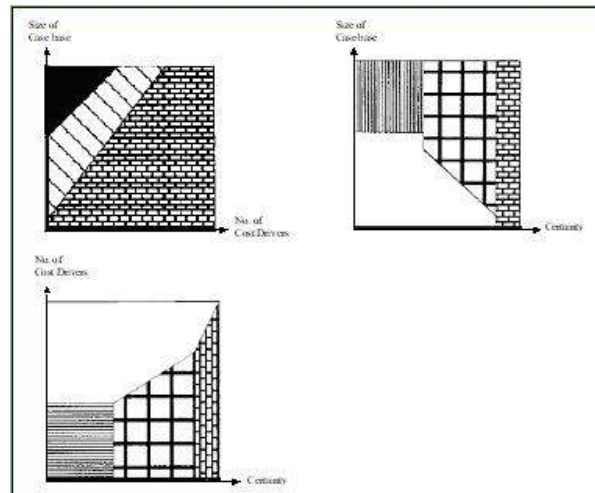 Size of
Case base
No. of
Cost Drivers
Size of
Case base
Certainty
No. of
Cost Drivers
Certainty